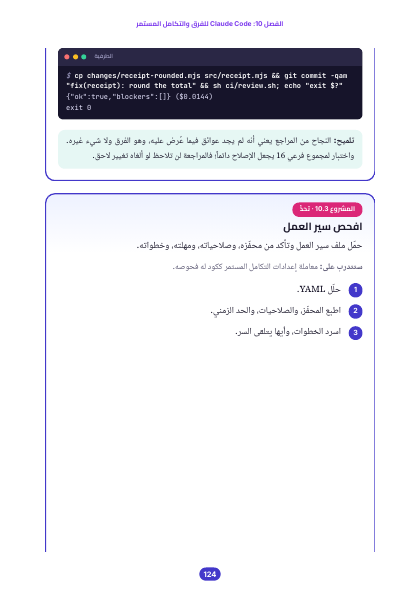 الفصل 10: Claude Code للفرق والتكامل المستمر
الطرفية
$ cp changes/receipt-rounded.mjs src/receipt.mjs && git commit -qam
"fix(receipt): round the total" && sh ci/review.sh; echo "exit $?"
{"ok":true,"blockers":[]} ($0.0144)
exit 0
تلميح: النجاح من المراجع يعني أنه لم يجد عوائق فيما عُرض عليه، وهو الفرق ولا شيء غيره.
واختبار لمجموع فرعي 16 يجعل الإصلاح دائماً؛ فالمراجعة لن تلاحظ لو ألغاه تغيير لاحق.
المشروع 10.3 · تحدٍّ
افحص سير العمل
حمّل ملف سير العمل وتأكد من محفّزه، وصلاحياته، ومهلته، وخطواته.
ستتدرب على: معاملة إعدادات التكامل المستمر ككود له فحوصه.
1 حلّل YAML.
2 اطبع المحفّز، والصلاحيات، والحد الزمني.
3 اسرد الخطوات، وأيها يتلقى السر.
124